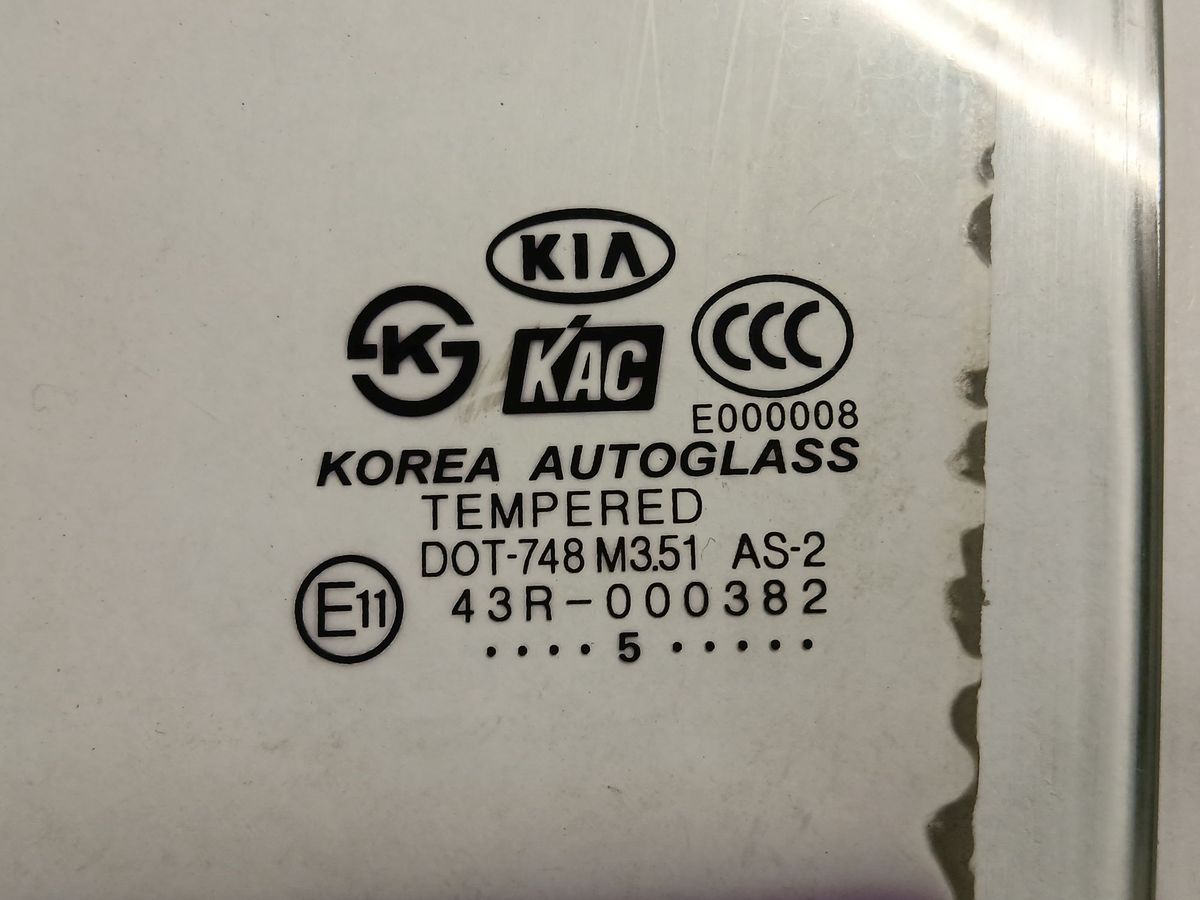 KIA
K
KAC
CCC
E000008
KOREA AUTOGLASS
TEMPERED
DOT-748 M3.51 AS-2
E11
43R-000382
.... 5 .....